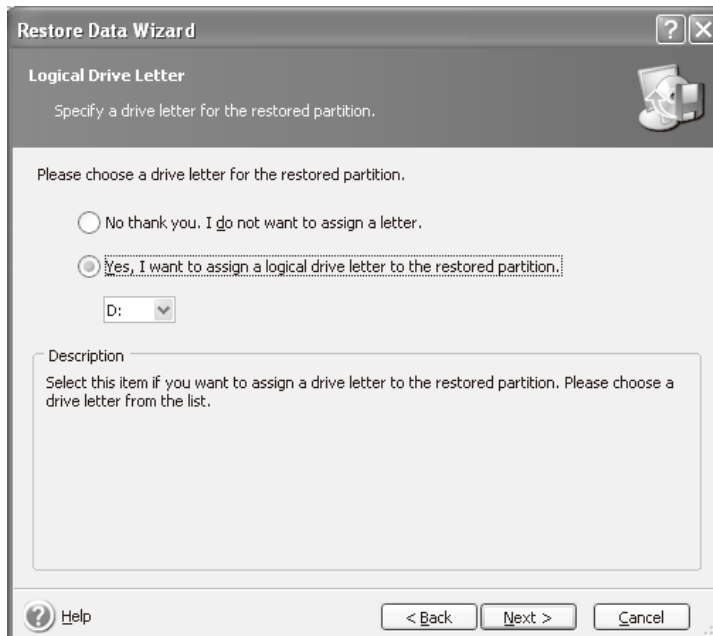 Restore Data Wizard
Logical Drive Letter
Specify a drive letter for the restored partition.
Please choose a drive letter for the restored partition.
No thank you. I do not want to assign a letter.
Yes, I want to assign a logical drive letter to the restored partition.
D:
Description
Select this item if you want to assign a drive letter to the restored partition. Please choose a
drive letter from the list.
? Help
< Back
Next >
Cancel